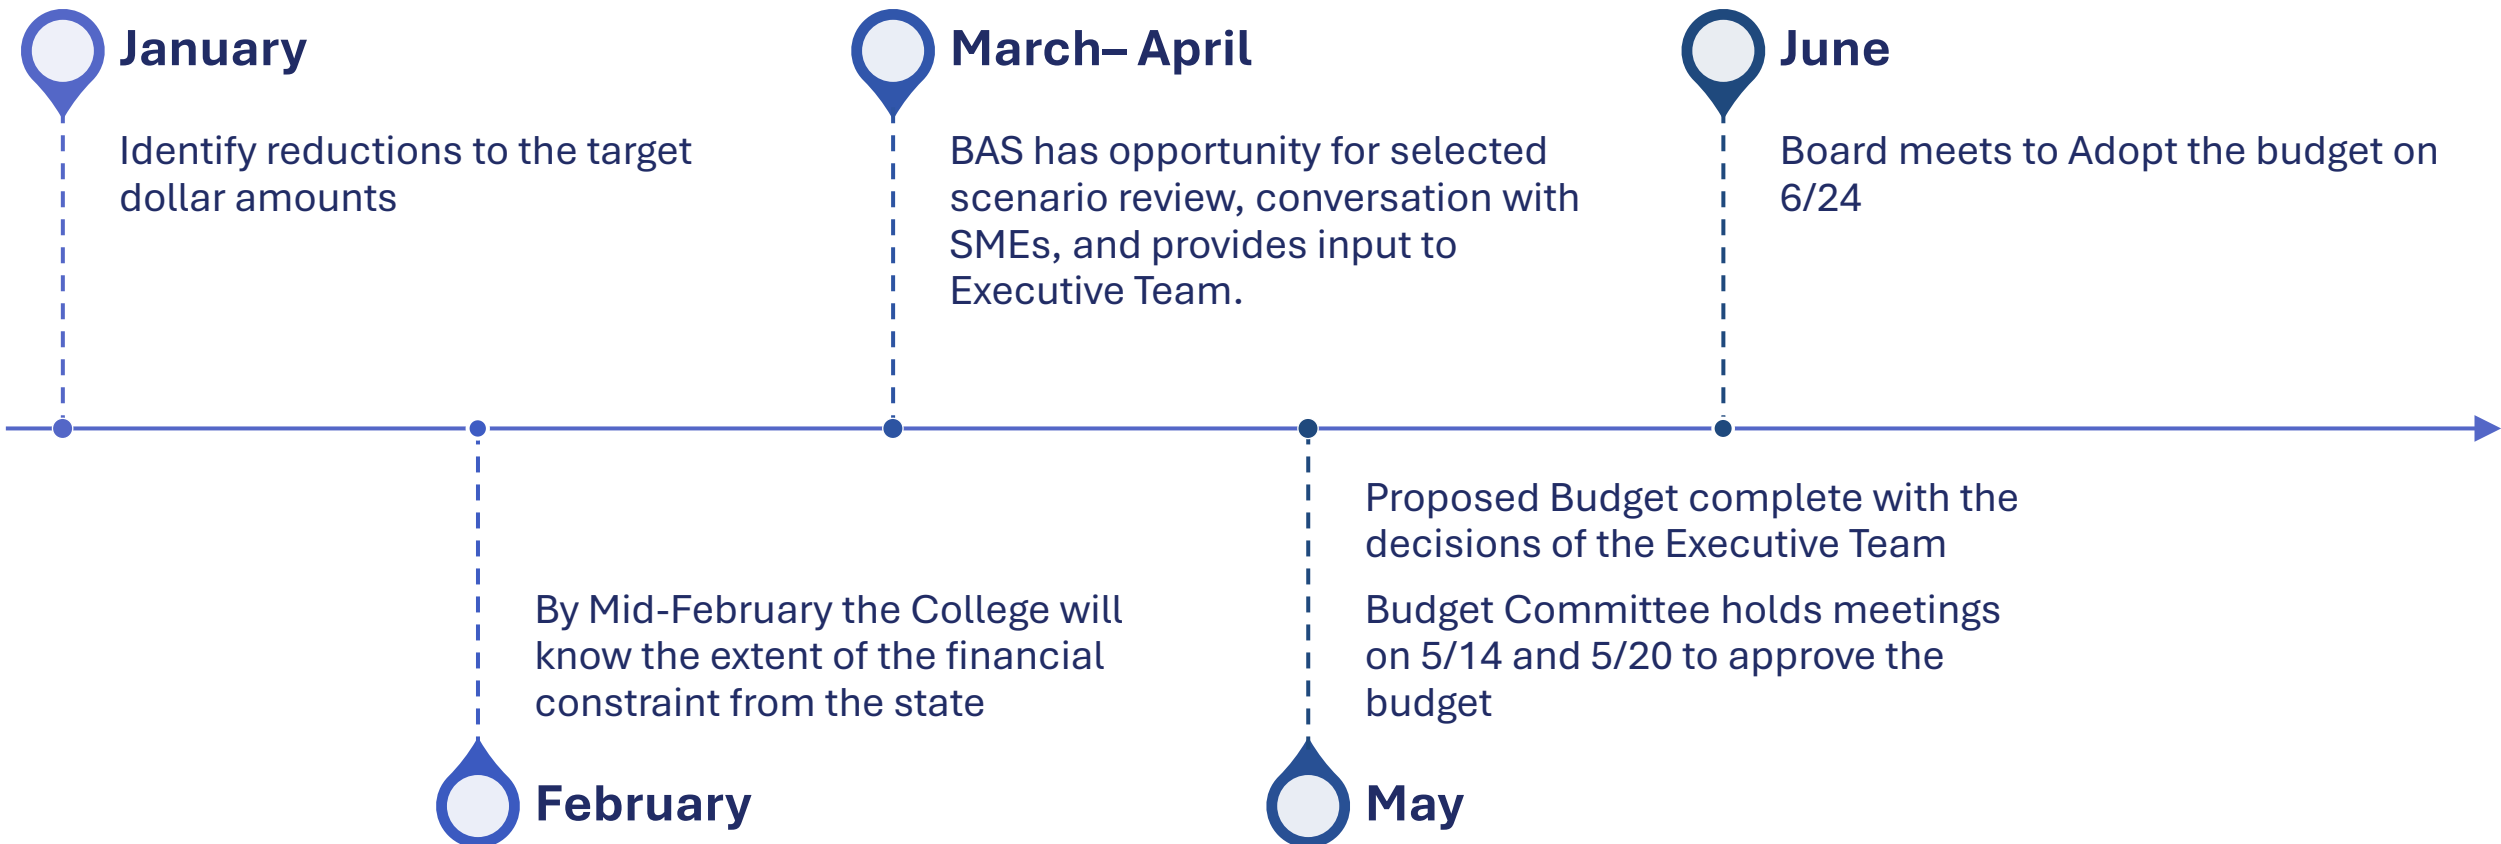 January
Identify reductions to the target
dollar amounts
February
By Mid-February the College will
know the extent of the financial
constraint from the state
March– April
BAS has opportunity for selected
scenario review, conversation with
SMEs, and provides input to
Executive Team.
May
Proposed Budget complete with the
decisions of the Executive Team
Budget Committee holds meetings
on 5/14 and 5/20 to approve the
budget
June
Board meets to Adopt the budget on
6/24